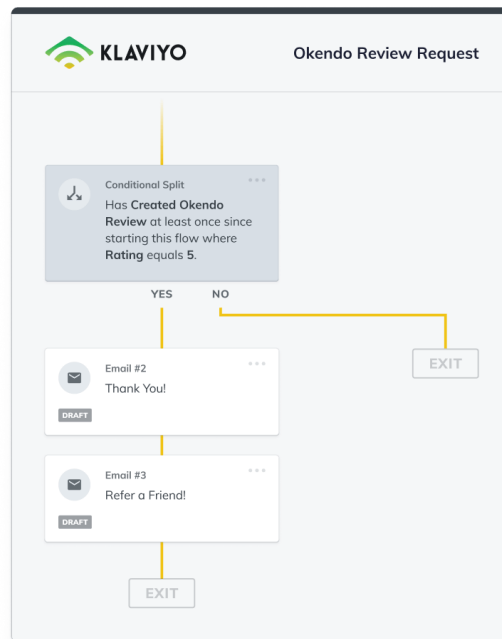 KLAVIYO
Okendo Review Request
Conditional Split
Has Created Okendo
Review at least once since
starting this flow where
Rating equals 5.
YES
NO
EXIT
Email #2
Thank You!
DRAFT
Email #3
Refer a Friend!
DRAFT
EXIT